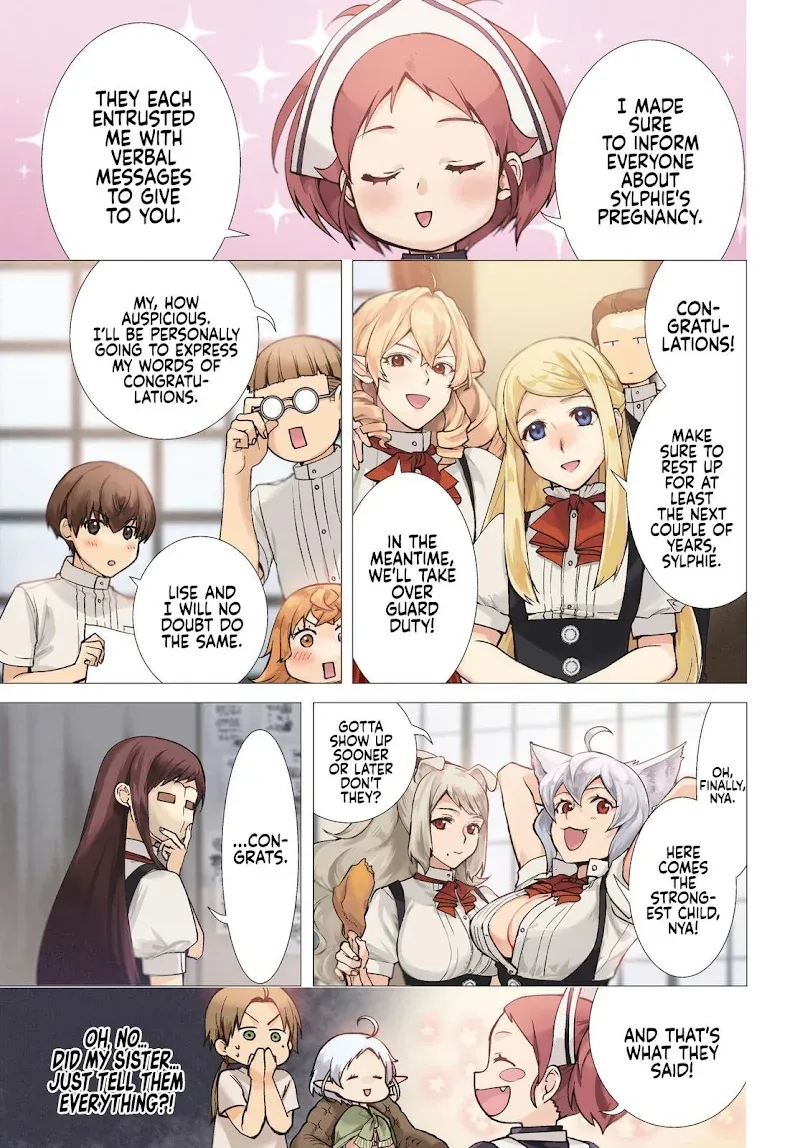 I MADE
SURE
TO INFORM
EVERYONE
ABOUT
SYLPHIE'S
PREGNANCY.
THEY EACH
ENTRUSTED
ME WITH
VERBAL
MESSAGES
TO GIVE
TO YOU.
CON-
GRATU-
LATIONS!
MAKE
SURE TO
REST UP
FOR AT
LEAST
THE NEXT
COUPLE OF
YEARS,
SYLPHIE.
IN THE
MEANTIME,
WE'LL TAKE
OVER
GUARD
DUTY!
MY, HOW
AUSPICIOUS.
I'LL BE PERSONALLY
GOING TO EXPRESS
MY WORDS OF
CONGRATU-
LATIONS.
LISE AND
I WILL NO
DOUBT DO
THE SAME.
OH,
FINALLY,
NYA.
HERE
COMES
THE
STRONG-
EST CHILD,
NYA!
GOTTA
SHOW UP
SOONER
OR LATER
DON'T
THEY?
...CON-
GRATS.
AND THAT'S
WHAT THEY
SAID!
OH, NO...
DID MY SISTER...
JUST TELL THEM
EVERYTHING?!